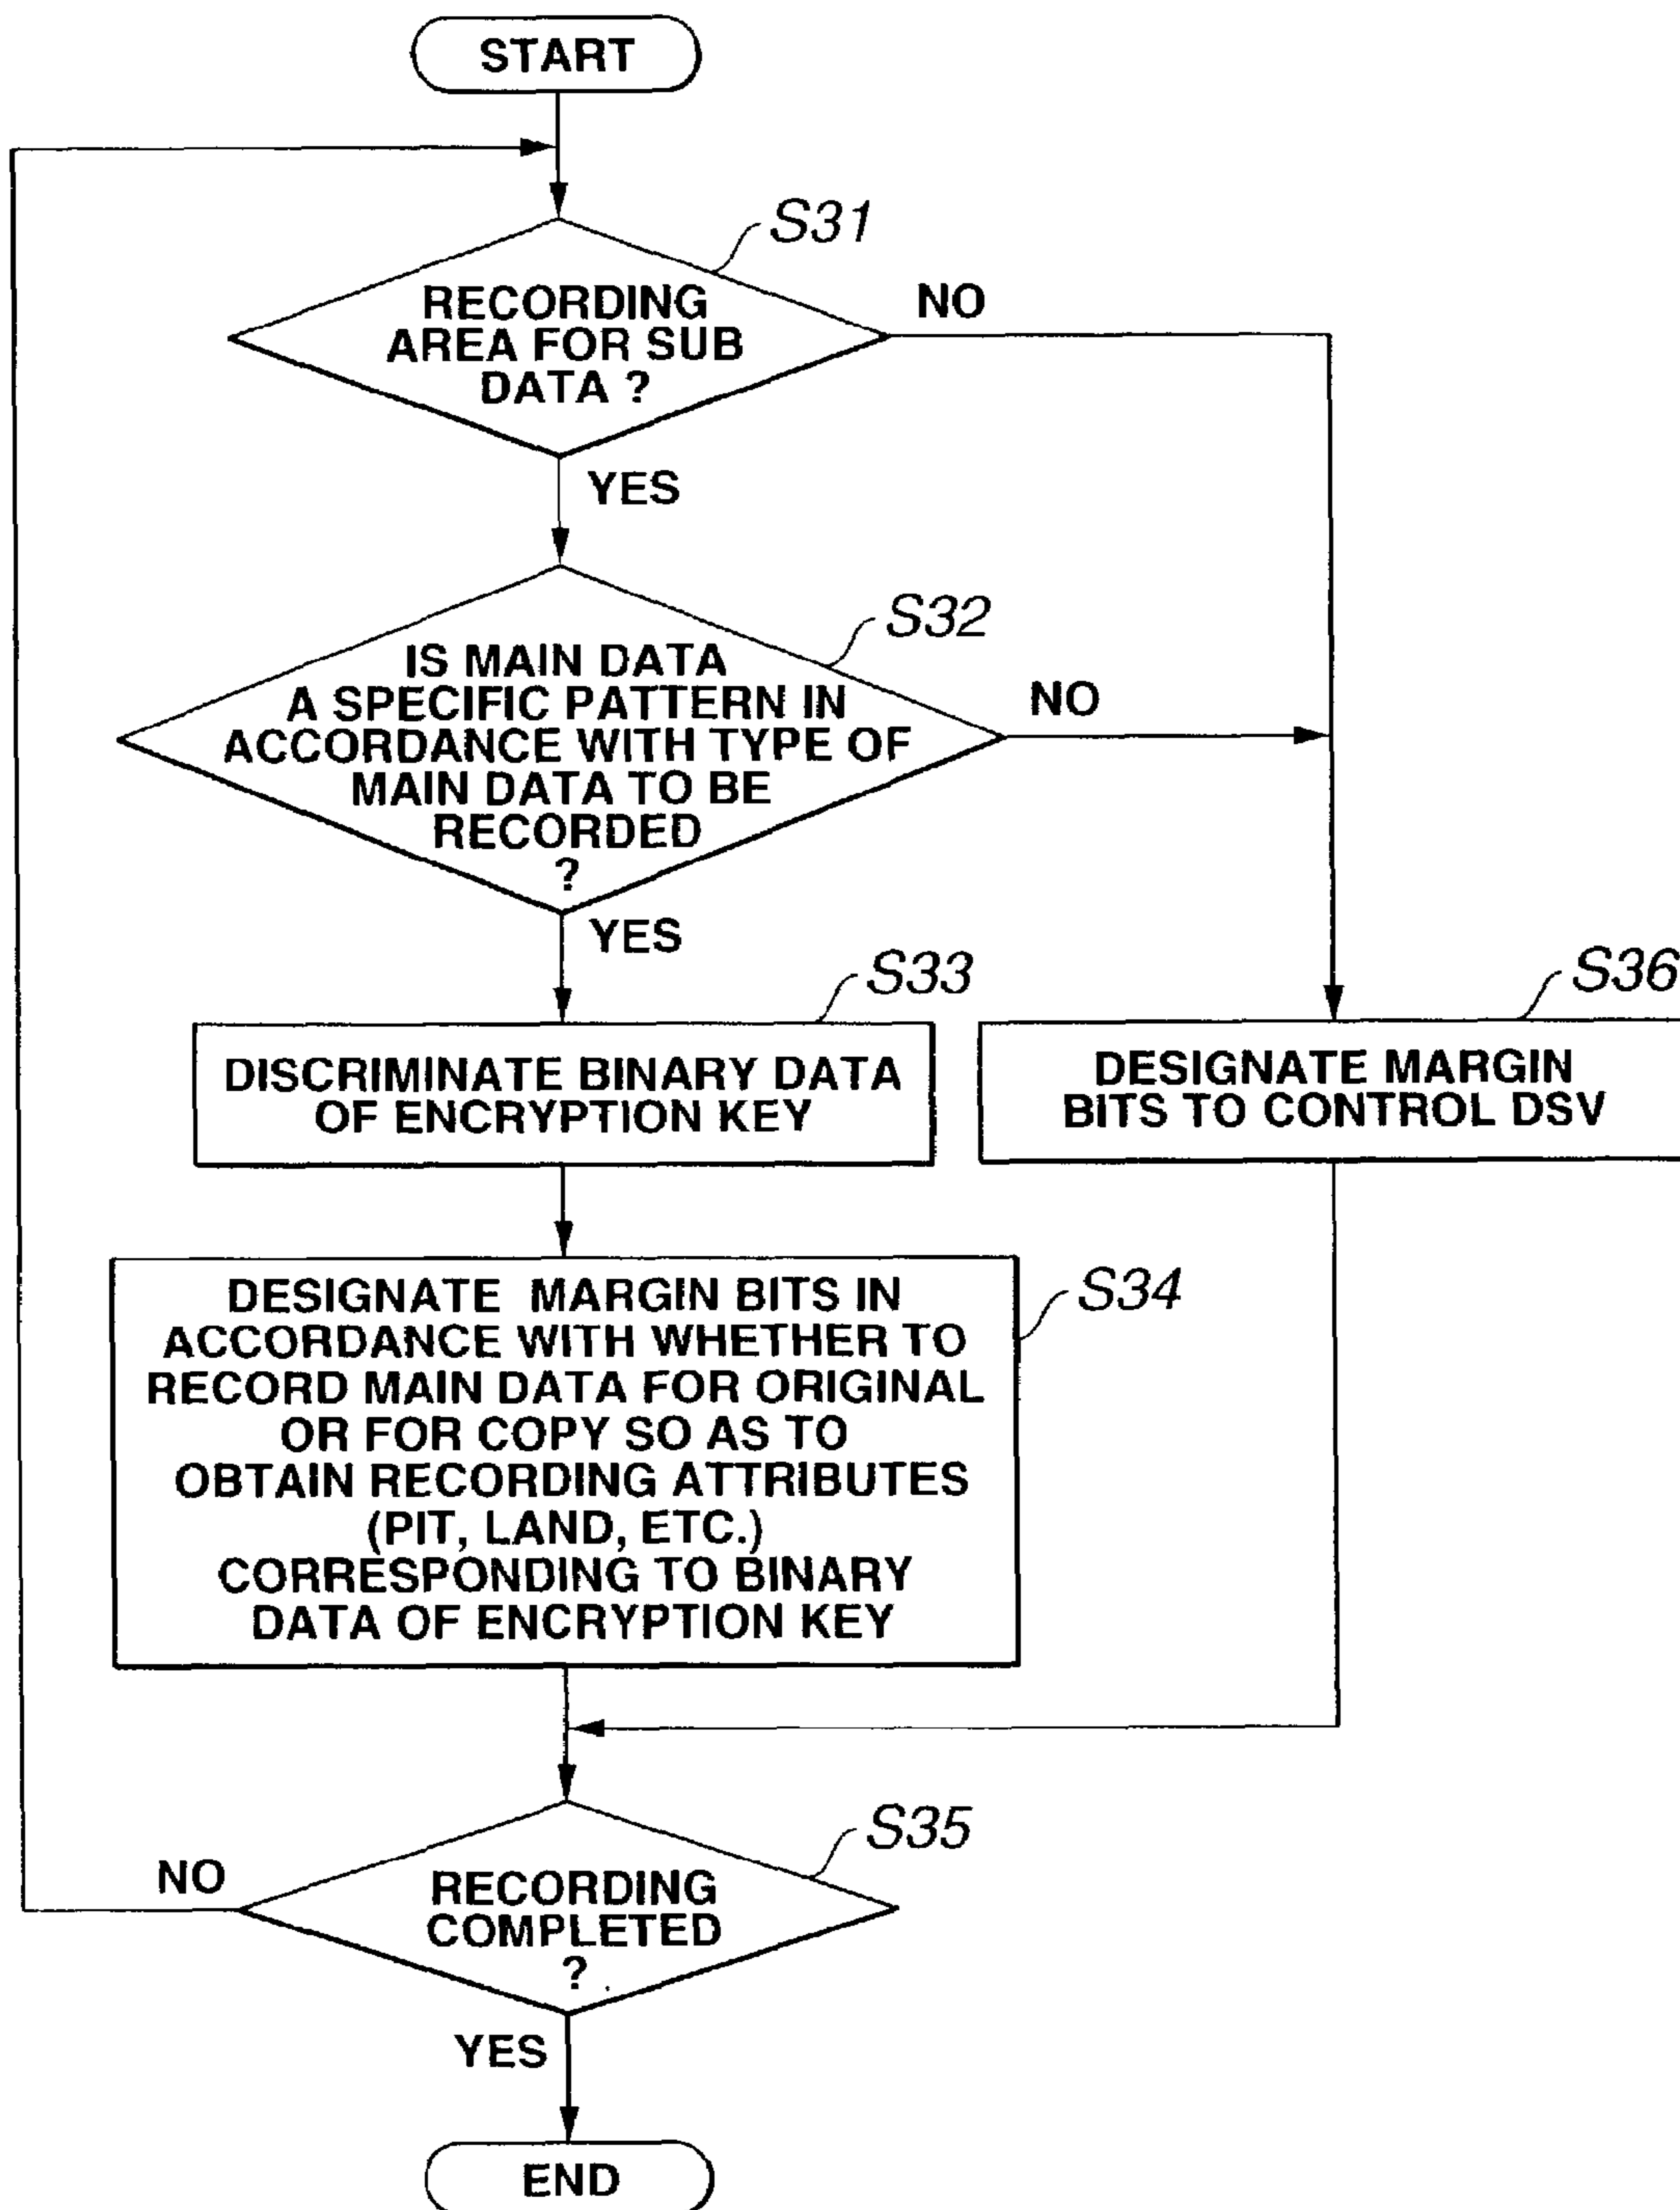 START
S31
RECORDING
AREA FOR SUB
DATA ?
NO
YES
S32
IS MAIN DATA
A SPECIFIC PATTERN IN
ACCORDANCE WITH TYPE OF
MAIN DATA TO BE
RECORDED
?
NO
YES
S33
DISCRIMINATE BINARY DATA
OF ENCRYPTION KEY
S36
DESIGNATE MARGIN
BITS TO CONTROL DSV
S34
DESIGNATE MARGIN BITS IN
ACCORDANCE WITH WHETHER TO
RECORD MAIN DATA FOR ORIGINAL
OR FOR COPY SO AS TO
OBTAIN RECORDING ATTRIBUTES
(PIT, LAND, ETC.)
CORRESPONDING TO BINARY
DATA OF ENCRYPTION KEY
S35
NO
RECORDING
COMPLETED
?
YES
END